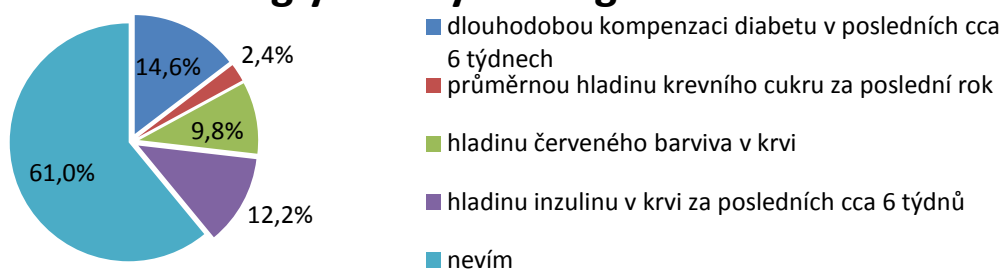 dlouhodobou kompenzaci diabetu v posledních cca
6 týdnech
průměrnou hladinu krevního cukru za poslední rok
hladinu červeného barviva v krvi
hladinu inzulinu v krvi za posledních cca 6 týdnů
nevím
14,6%
2,4%
9,8%
12,2%
61,0%